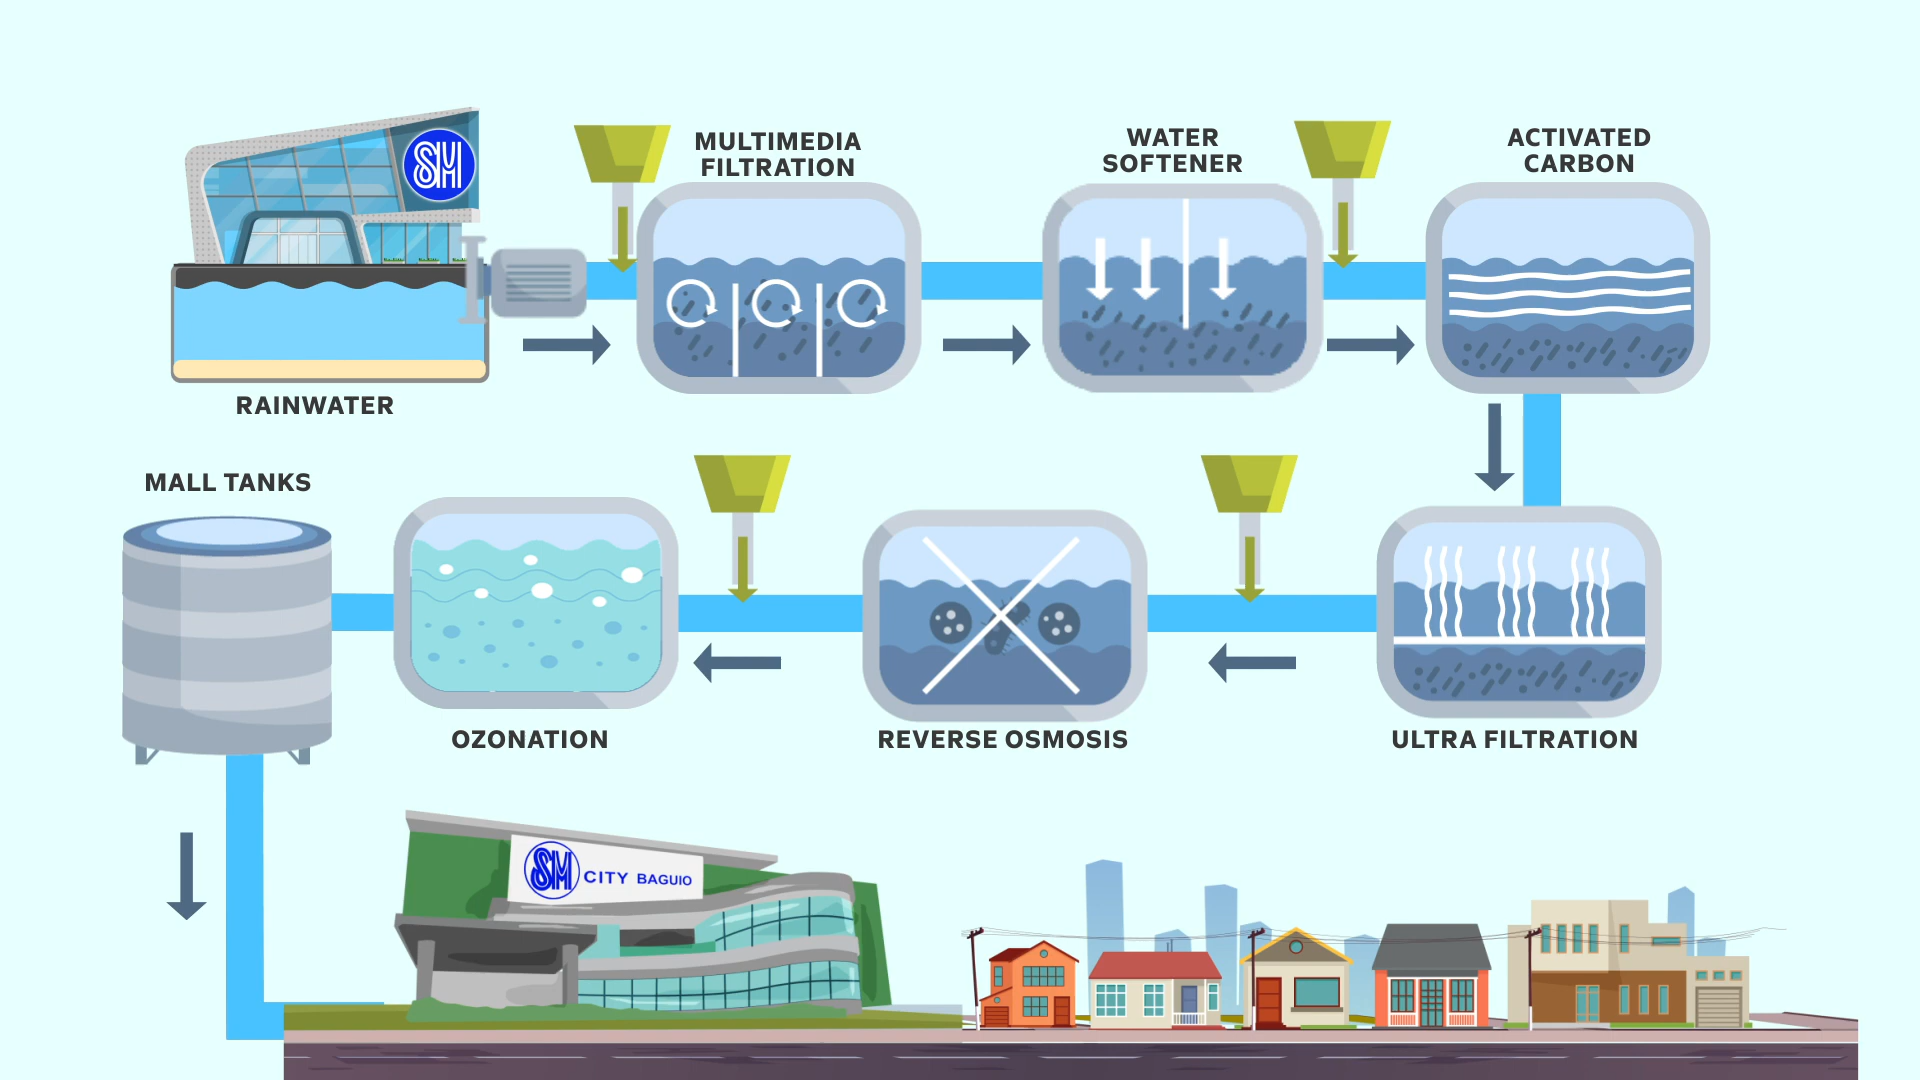 SM
MULTIMEDIA
FILTRATION
WATER
SOFTENER
ACTIVATED
CARBON
RAINWATER
MALL TANKS
OZONATION
REVERSE OSMOSIS
ULTRA FILTRATION
SM CITY BAGUIO